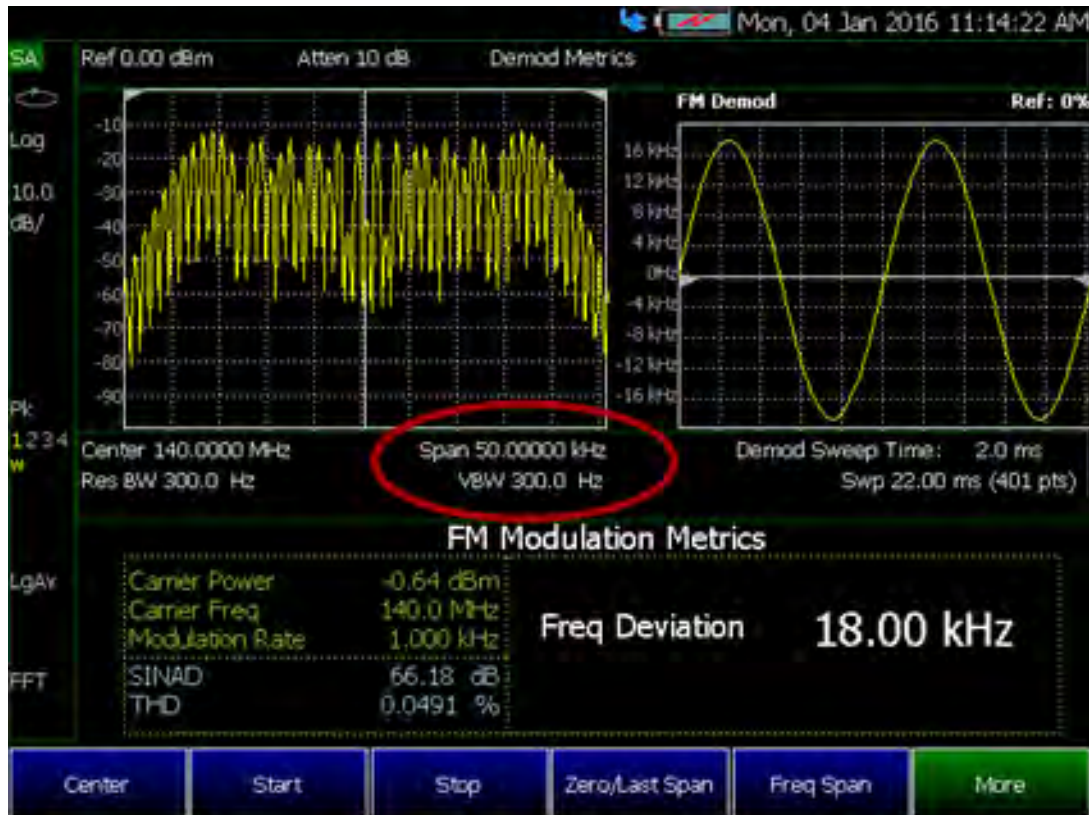 Mon, 04 Jan 2016 11:14:22 AM
SA
Ref 0.00 dBm Atten 10 dB Demod Metrics
FM Demod Ref: 0%
Log
10.0
dB/
-10
-20
-30
-40
-50
-60
-70
-80
-90
16 kHz
12 kHz
8 kHz
4 kHz
0Hz
-4 kHz
-8 kHz
-12 kHz
-16 kHz
Pk
1234
W
Center 140.0000 MHz Span 50.00000 kHz Demod Sweep Time: 2.0 ms
Res BW 300.0 Hz VBW 300.0 Hz Swp 22.00 ms (401 pts)
FM Modulation Metrics
LgAv
Carrier Power -0.64 dBm
Carrier Freq 140.0 MHz
Modulation Rate 1.000 kHz
Freq Deviation 18.00 kHz
FFT
SINAD 66.18 dB
THD 0.0491 %
Center Start Stop Zero/Last Span Freq Span More